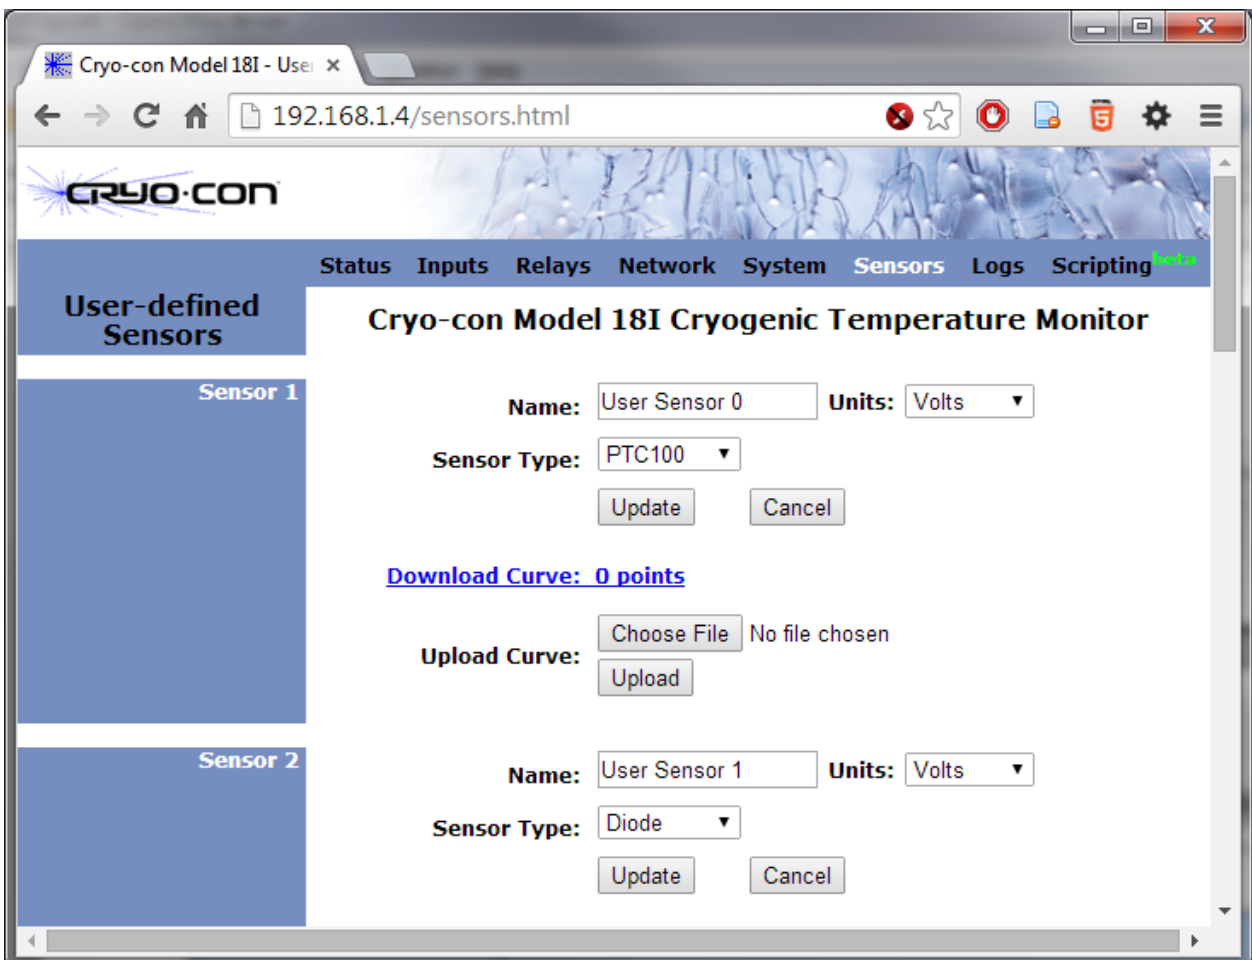 Cryo-con Model 18I - Use
192.168.1.4/sensors.html
CRYO·CON
Status Inputs Relays Network System Sensors Logs Scripting beta
User-defined
Sensors
Cryo-con Model 18I Cryogenic Temperature Monitor
Sensor 1
Name: User Sensor 0 Units: Volts
Sensor Type: PTC100
Update Cancel
Download Curve: 0 points
Upload Curve: Choose File No file chosen
Upload
Sensor 2
Name: User Sensor 1 Units: Volts
Sensor Type: Diode
Update Cancel